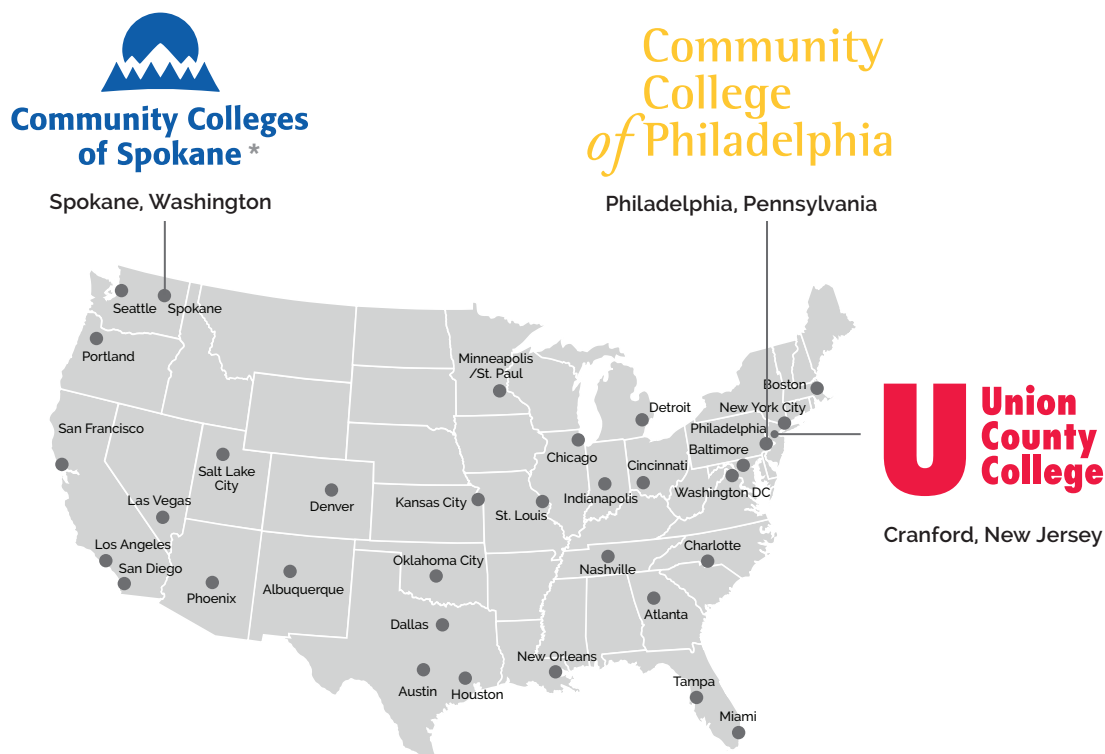 Community Colleges
of Spokane *
Spokane, Washington
Community
College
of Philadelphia
Philadelphia, Pennsylvania
Seattle
Spokane
Portland
Minneapolis
/St. Paul
Boston
Detroit
New York City
San Francisco
Philadelphia
Baltimore
Chicago
Cincinnati
Salt Lake
City
Indianapolis
Washington DC
Las Vegas
Denver
Kansas City
St. Louis
Los Angeles
San Diego
Oklahoma City
Charlotte
Nashville
Phoenix
Albuquerque
Atlanta
Dallas
New Orleans
Austin
Houston
Tampa
Miami
U
Union
County
College
Cranford, New Jersey